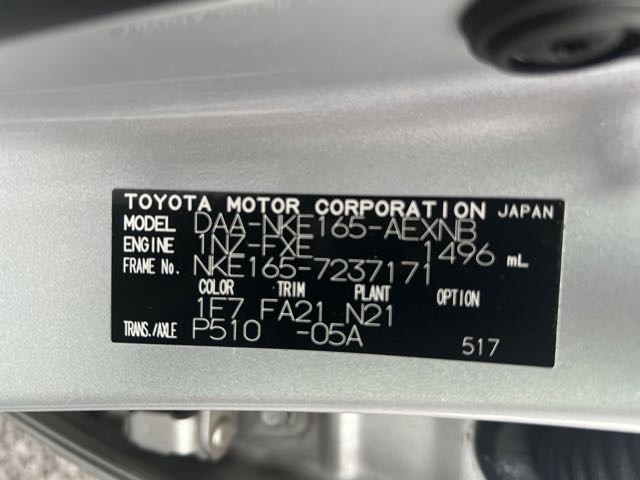 TOYOTA MOTOR CORPORATION JAPAN
MODEL DAA-NKE165-AEXNB
ENGINE 1NZ-FXE 1496 mL
FRAME No. NKE165-7237171
COLOR TRIM PLANT OPTION
1F7 FA21 N21
TRANS./AXLE P510 -05A 517